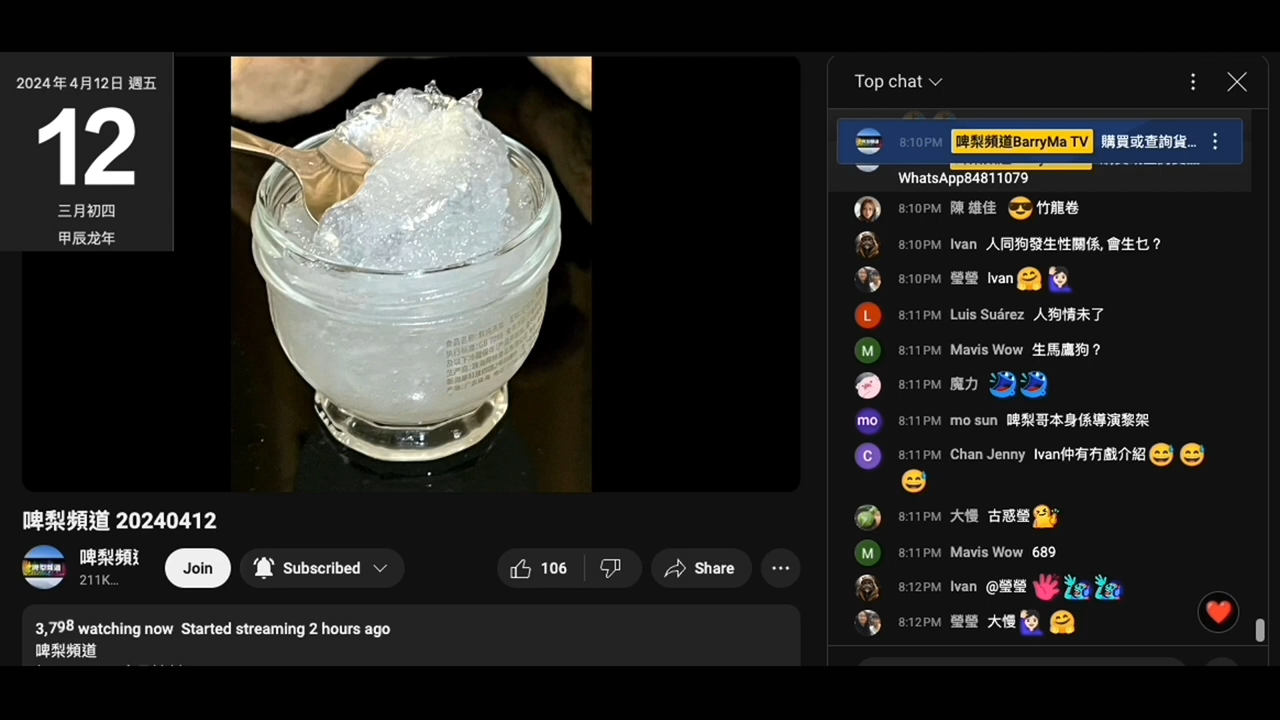 2024年4月12日 週五
12
三月初四
甲辰龙年
啤梨頻道 20240412
啤梨頻道
211K...
Join
Subscribed
106
Share
3,798 watching now Started streaming 2 hours ago
啤梨頻道
Top chat
8:10PM 啤梨頻道BarryMa TV 購買或查詢貨...
WhatsApp84811079
8:10PM 陳 雄佳 😎竹龍卷
8:10PM Ivan 人同狗發生性關係, 會生乜？
8:10PM 瑩瑩 Ivan🤗🙋🏻‍♀️
8:11PM Luis Suárez 人狗情未了
8:11PM Mavis Wow 生馬鷹狗？
8:11PM 魔力
8:11PM mo sun 啤梨哥本身係導演黎架
8:11PM Chan Jenny Ivan仲有冇戲介紹😅😅
😅
8:11PM 大慢 古惑瑩
8:11PM Mavis Wow 689
8:12PM Ivan @瑩瑩
8:12PM 瑩瑩 大慢🙋🏻‍♀️🤗